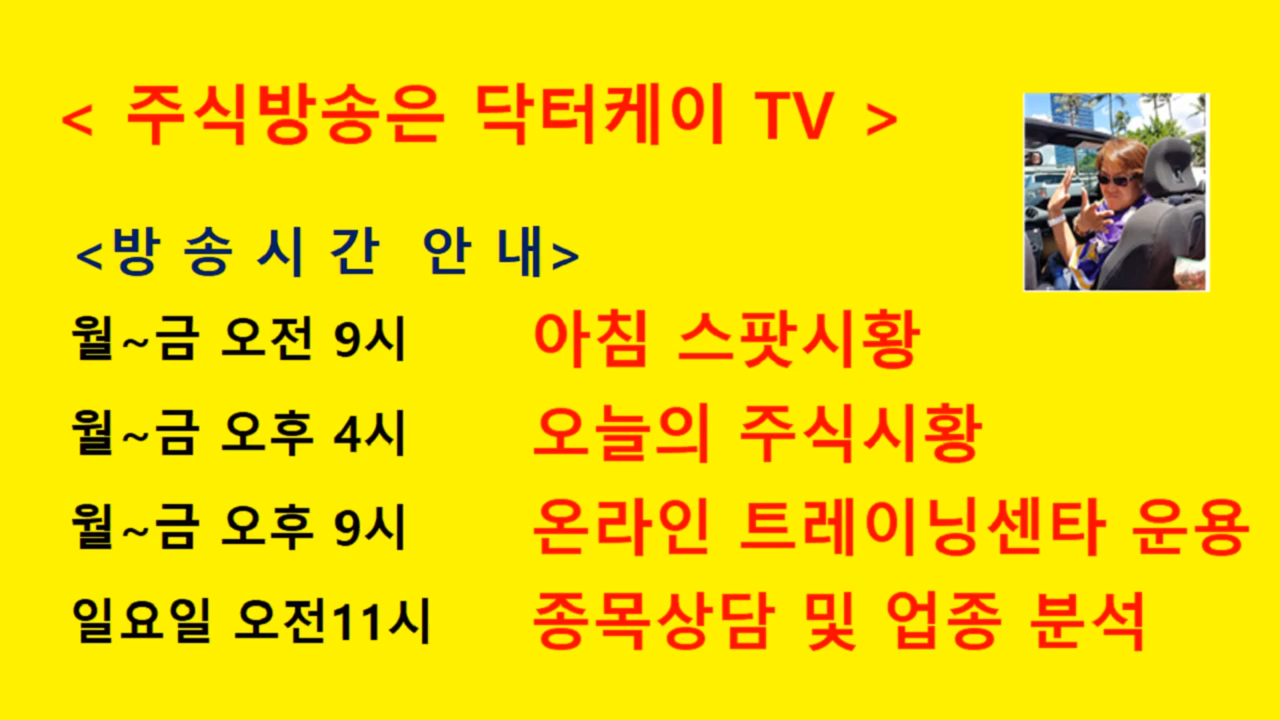 < 주식방송은 닥터케이 TV >
<방 송 시 간  안 내>
월~금 오전 9시 아침 스팟시황
월~금 오후 4시 오늘의 주식시황
월~금 오후 9시 온라인 트레이닝센타 운용
일요일 오전11시 종목상담 및 업종 분석